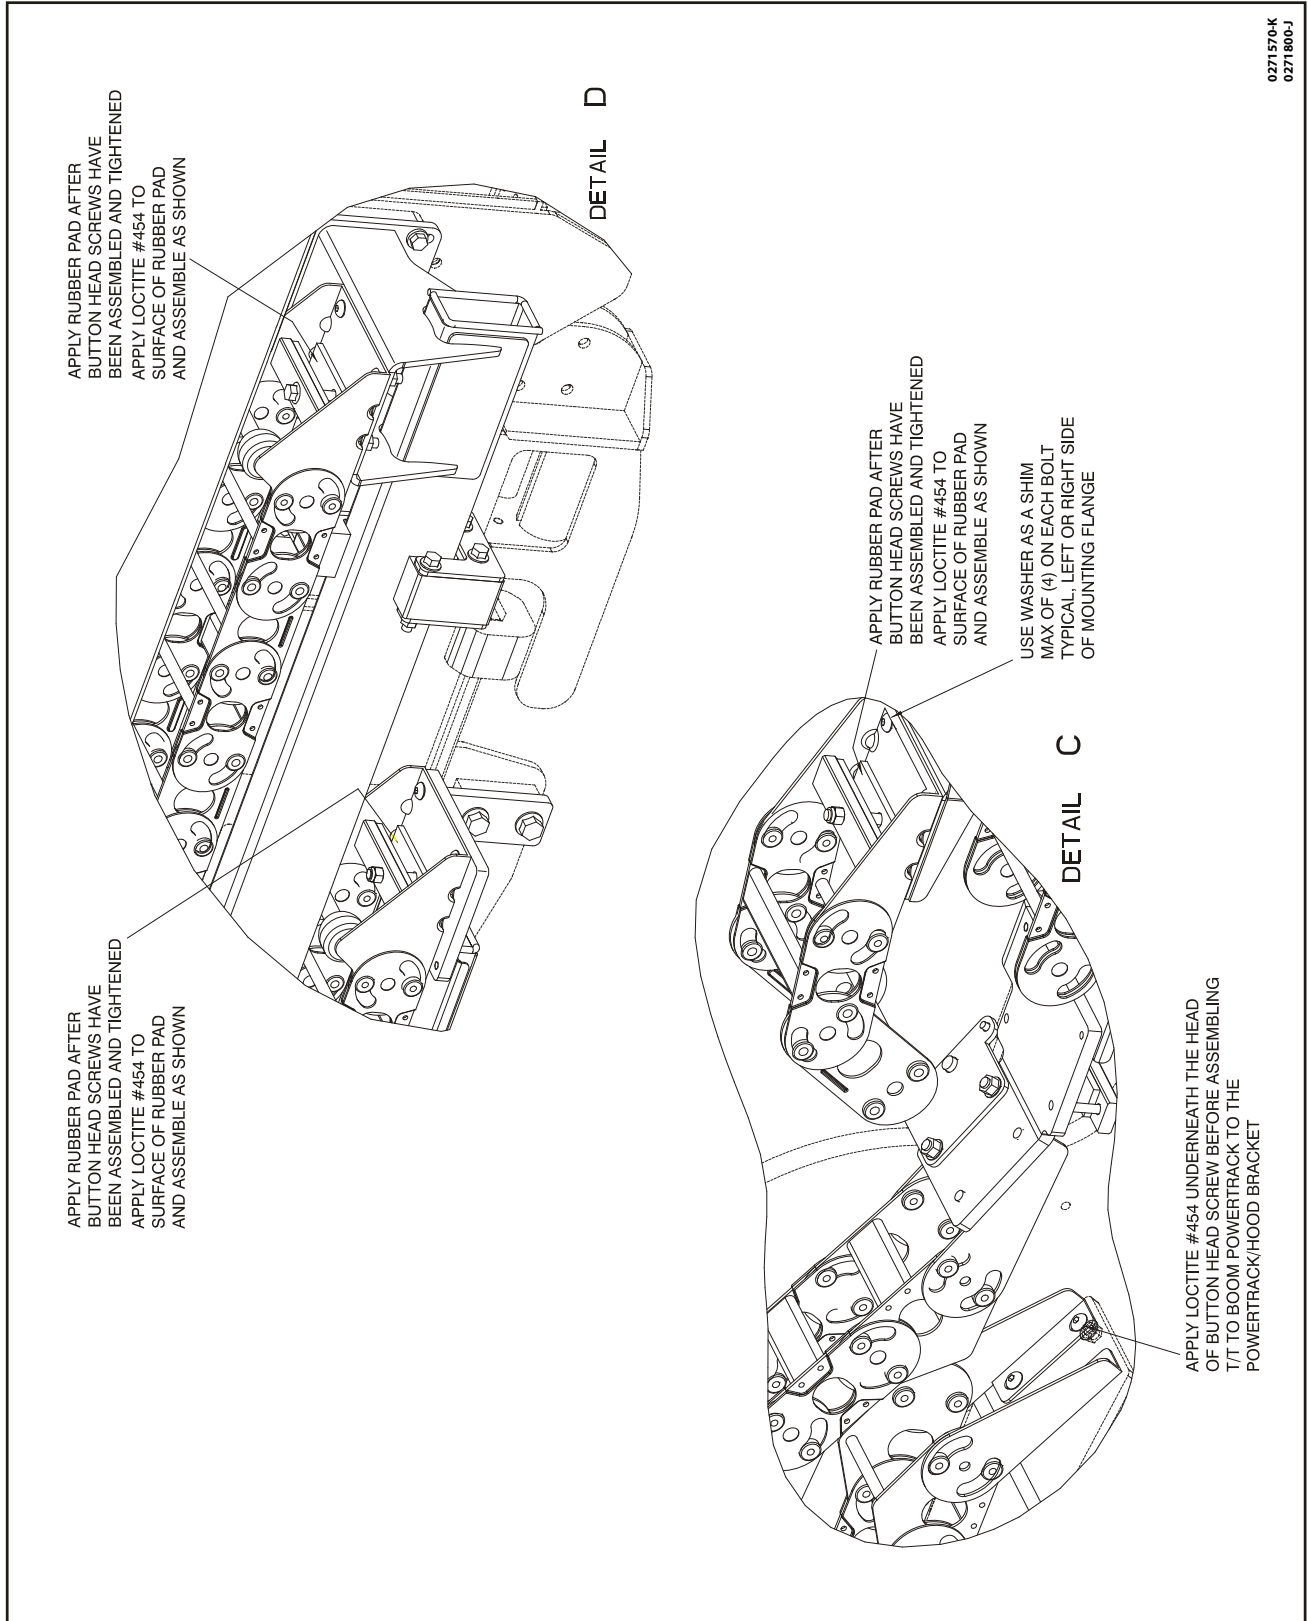 APPLY RUBBER PAD AFTER
BUTTON HEAD SCREWS HAVE
BEEN ASSEMBLED AND TIGHTENED
APPLY LOCTITE #454 TO
SURFACE OF RUBBER PAD
AND ASSEMBLE AS SHOWN
APPLY RUBBER PAD AFTER
BUTTON HEAD SCREWS HAVE
BEEN ASSEMBLED AND TIGHTENED
APPLY LOCTITE #454 TO
SURFACE OF RUBBER PAD
AND ASSEMBLE AS SHOWN
DETAIL D
APPLY RUBBER PAD AFTER
BUTTON HEAD SCREWS HAVE
BEEN ASSEMBLED AND TIGHTENED
APPLY LOCTITE #454 TO
SURFACE OF RUBBER PAD
AND ASSEMBLE AS SHOWN
USE WASHER AS A SHIM
MAX OF (4) ON EACH BOLT
TYPICAL, LEFT OR RIGHT SIDE
OF MOUNTING FLANGE
DETAIL C
APPLY LOCTITE #454 UNDERNEATH THE HEAD
OF BUTTON HEAD SCREW BEFORE ASSEMBLING
T/T TO BOOM POWERTRACK TO THE
POWERTRACK/HOOD BRACKET
0271570-K
0271800-J